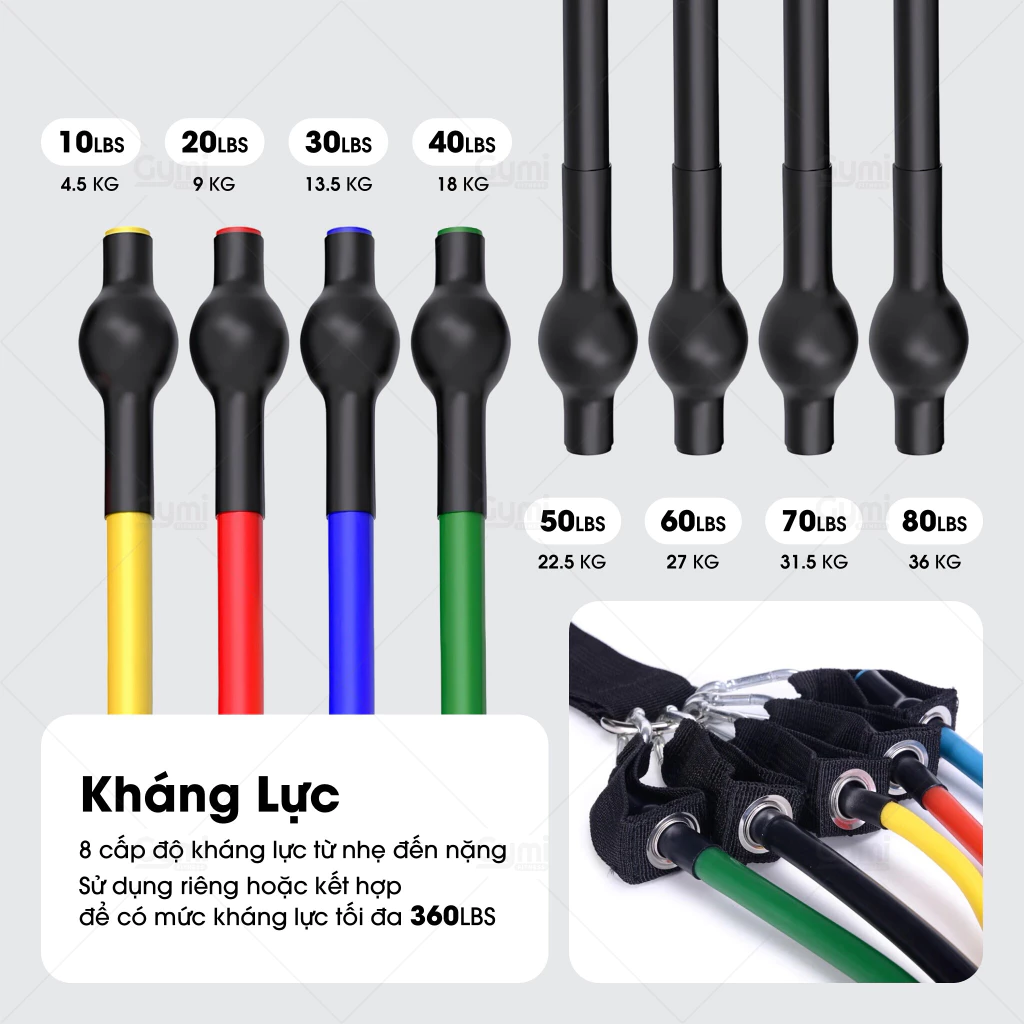 10LBS 20LBS 30LBS 40LBS
4.5 KG 9 KG 13.5 KG 18 KG
50LBS 60LBS 70LBS 80LBS
22.5 KG 27 KG 31.5 KG 36 KG
Kháng Lực
8 cấp độ kháng lực từ nhẹ đến nặng
Sử dụng riêng hoặc kết hợp
để có mức kháng lực tối đa 360LBS
Gymi